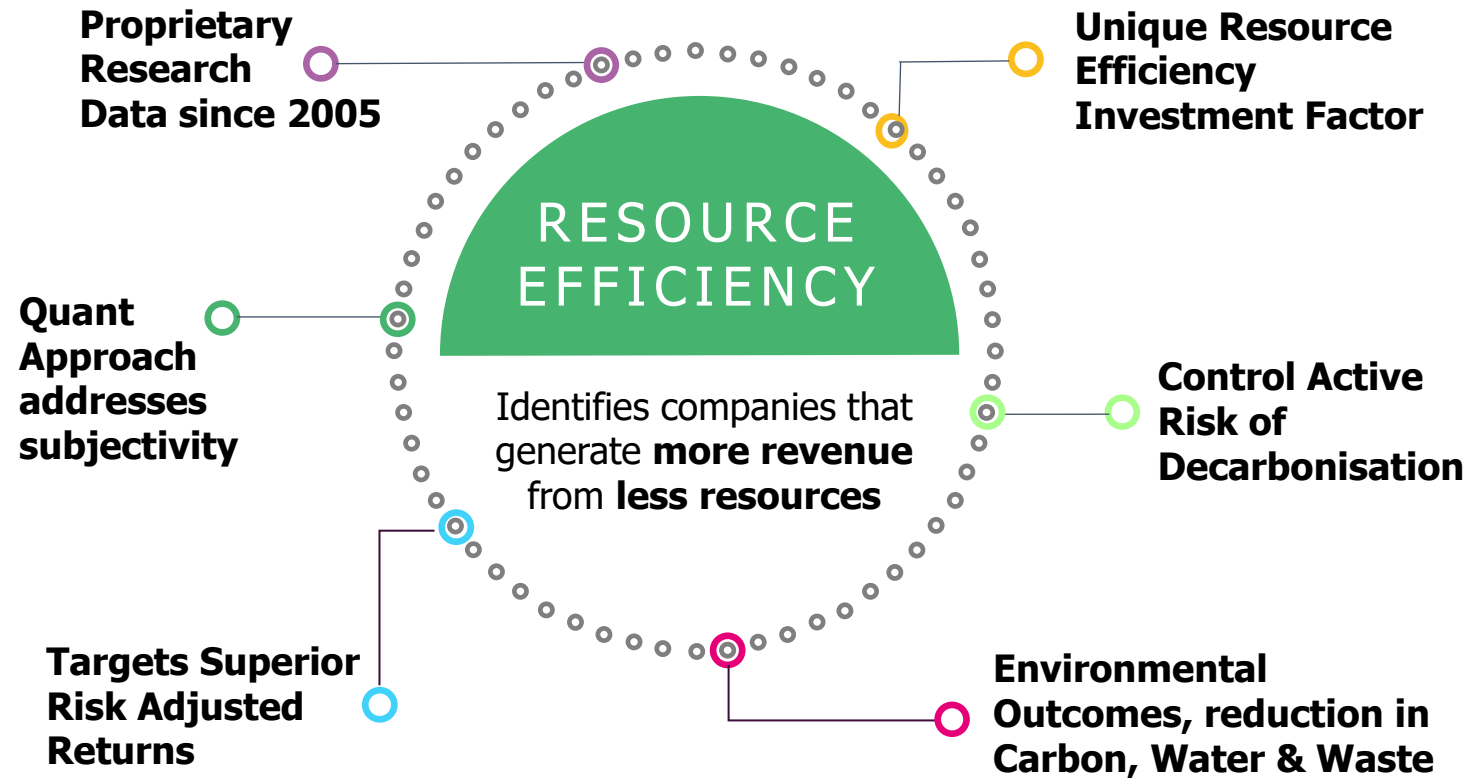 Proprietary
Research
Data since 2005
Unique Resource
Efficiency
Investment Factor
RESOURCE
EFFICIENCY
Quant
Approach
addresses
subjectivity
Identifies companies that
generate more revenue
from less resources
Control Active
Risk of
Decarbonisation
Targets Superior
Risk Adjusted
Returns
Environmental
Outcomes, reduction in
Carbon, Water & Waste